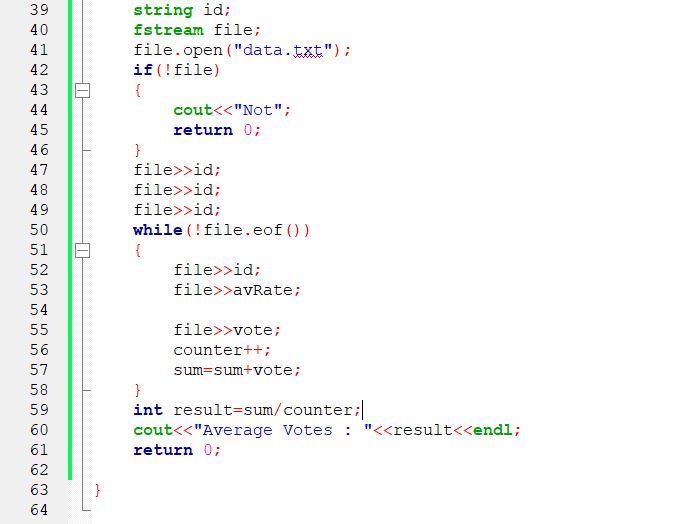 39 string id;
40 fstream file;
41 file.open("data.txt");
42 if(!file)
43 {
44 cout<<"Not";
45 return 0;
46 }
47 file>>id;
48 file>>id;
49 file>>id;
50 while(!file.eof())
51 {
52 file>>id;
53 file>>avRate;
54
55 file>>vote;
56 counter++;
57 sum=sum+vote;
58 }
59 int result=sum/counter;
60 cout<<"Average Votes : "<<result<<endl;
61 return 0;
62
63 }
64